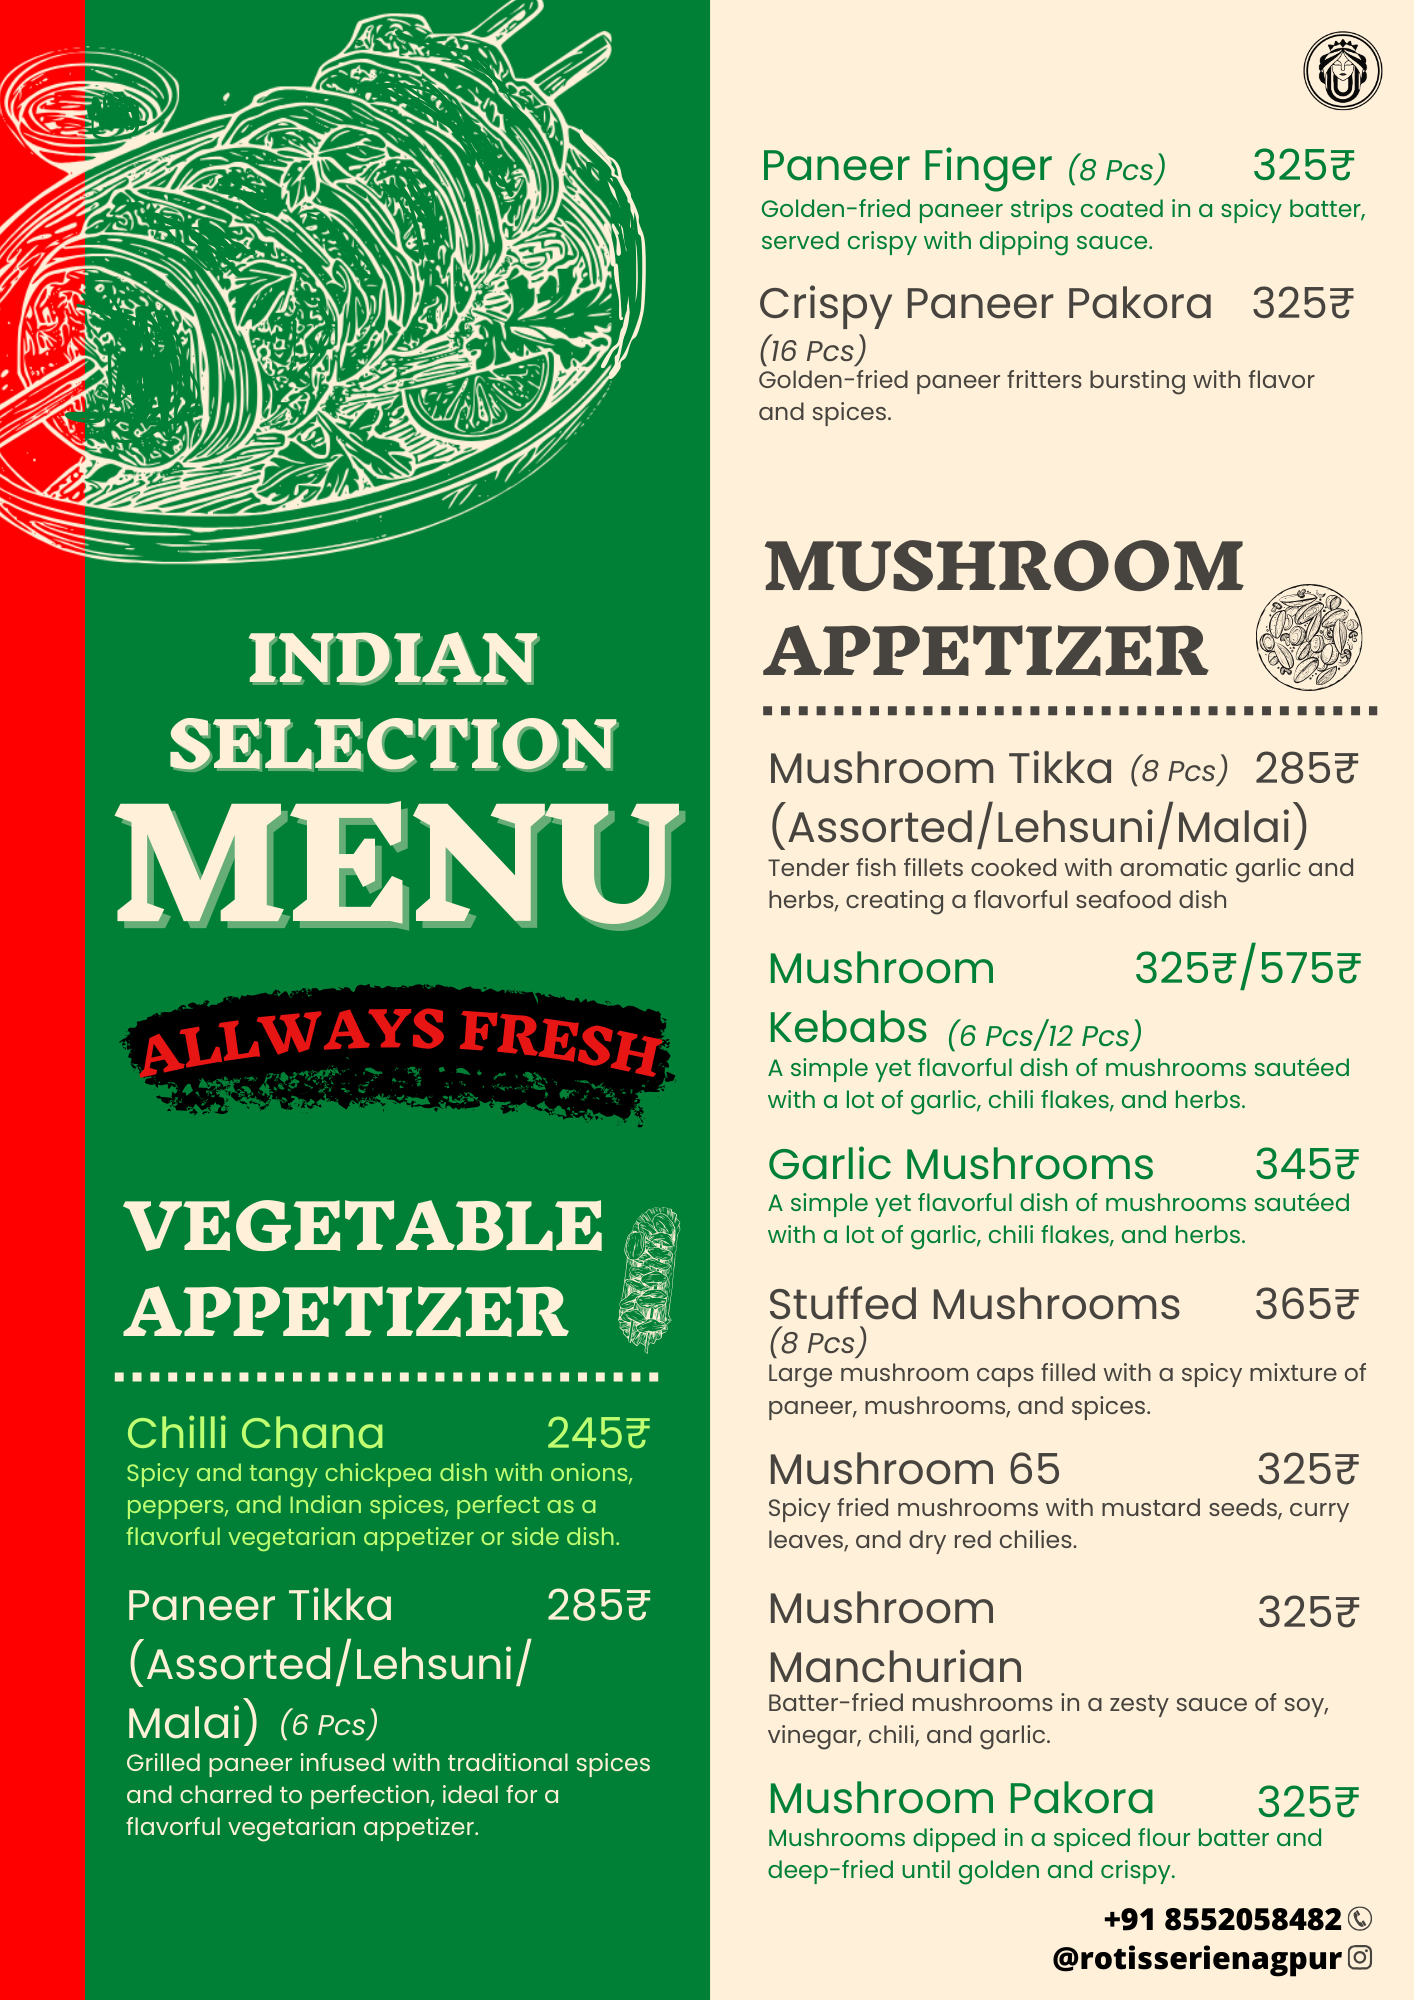 INDIAN
SELECTION
MENU
ALLWAYS FRESH
VEGETABLE
APPETIZER
Chilli Chana 245₹
Spicy and tangy chickpea dish with onions,
peppers, and Indian spices, perfect as a
flavorful vegetarian appetizer or side dish.
Paneer Tikka 285₹
(Assorted/Lehsuni/
Malai) (6 Pcs)
Grilled paneer infused with traditional spices
and charred to perfection, ideal for a
flavorful vegetarian appetizer.
Paneer Finger (8 Pcs) 325₹
Golden-fried paneer strips coated in a spicy batter,
served crispy with dipping sauce.
Crispy Paneer Pakora 325₹
(16 Pcs)
Golden-fried paneer fritters bursting with flavor
and spices.
MUSHROOM
APPETIZER
Mushroom Tikka (8 Pcs) 285₹
(Assorted/Lehsuni/Malai)
Tender fish fillets cooked with aromatic garlic and
herbs, creating a flavorful seafood dish
Mushroom 325₹/575₹
Kebabs (6 Pcs/12 Pcs)
A simple yet flavorful dish of mushrooms sautéed
with a lot of garlic, chili flakes, and herbs.
Garlic Mushrooms 345₹
A simple yet flavorful dish of mushrooms sautéed
with a lot of garlic, chili flakes, and herbs.
Stuffed Mushrooms 365₹
(8 Pcs)
Large mushroom caps filled with a spicy mixture of
paneer, mushrooms, and spices.
Mushroom 65 325₹
Spicy fried mushrooms with mustard seeds, curry
leaves, and dry red chilies.
Mushroom 325₹
Manchurian
Batter-fried mushrooms in a zesty sauce of soy,
vinegar, chili, and garlic.
Mushroom Pakora 325₹
Mushrooms dipped in a spiced flour batter and
deep-fried until golden and crispy.
+91 8552058482
@rotisserienagpur